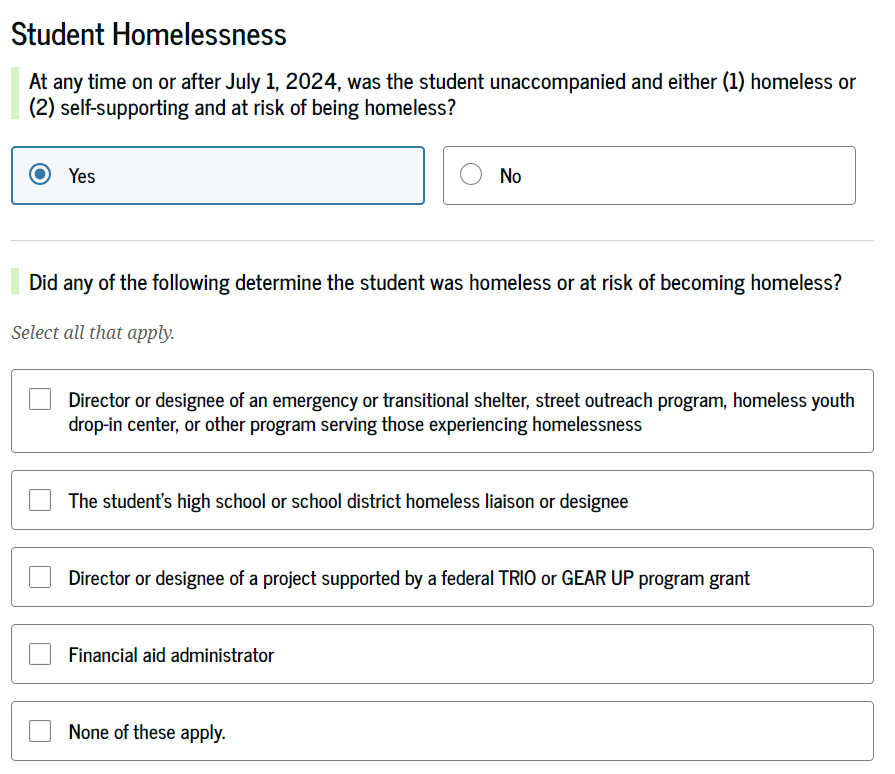 Student Homelessness
At any time on or after July 1, 2024, was the student unaccompanied and either (1) homeless or
(2) self-supporting and at risk of being homeless?
Yes
No
Did any of the following determine the student was homeless or at risk of becoming homeless?
Select all that apply.
Director or designee of an emergency or transitional shelter, street outreach program, homeless youth
drop-in center, or other program serving those experiencing homelessness
The student's high school or school district homeless liaison or designee
Director or designee of a project supported by a federal TRIO or GEAR UP program grant
Financial aid administrator
None of these apply.